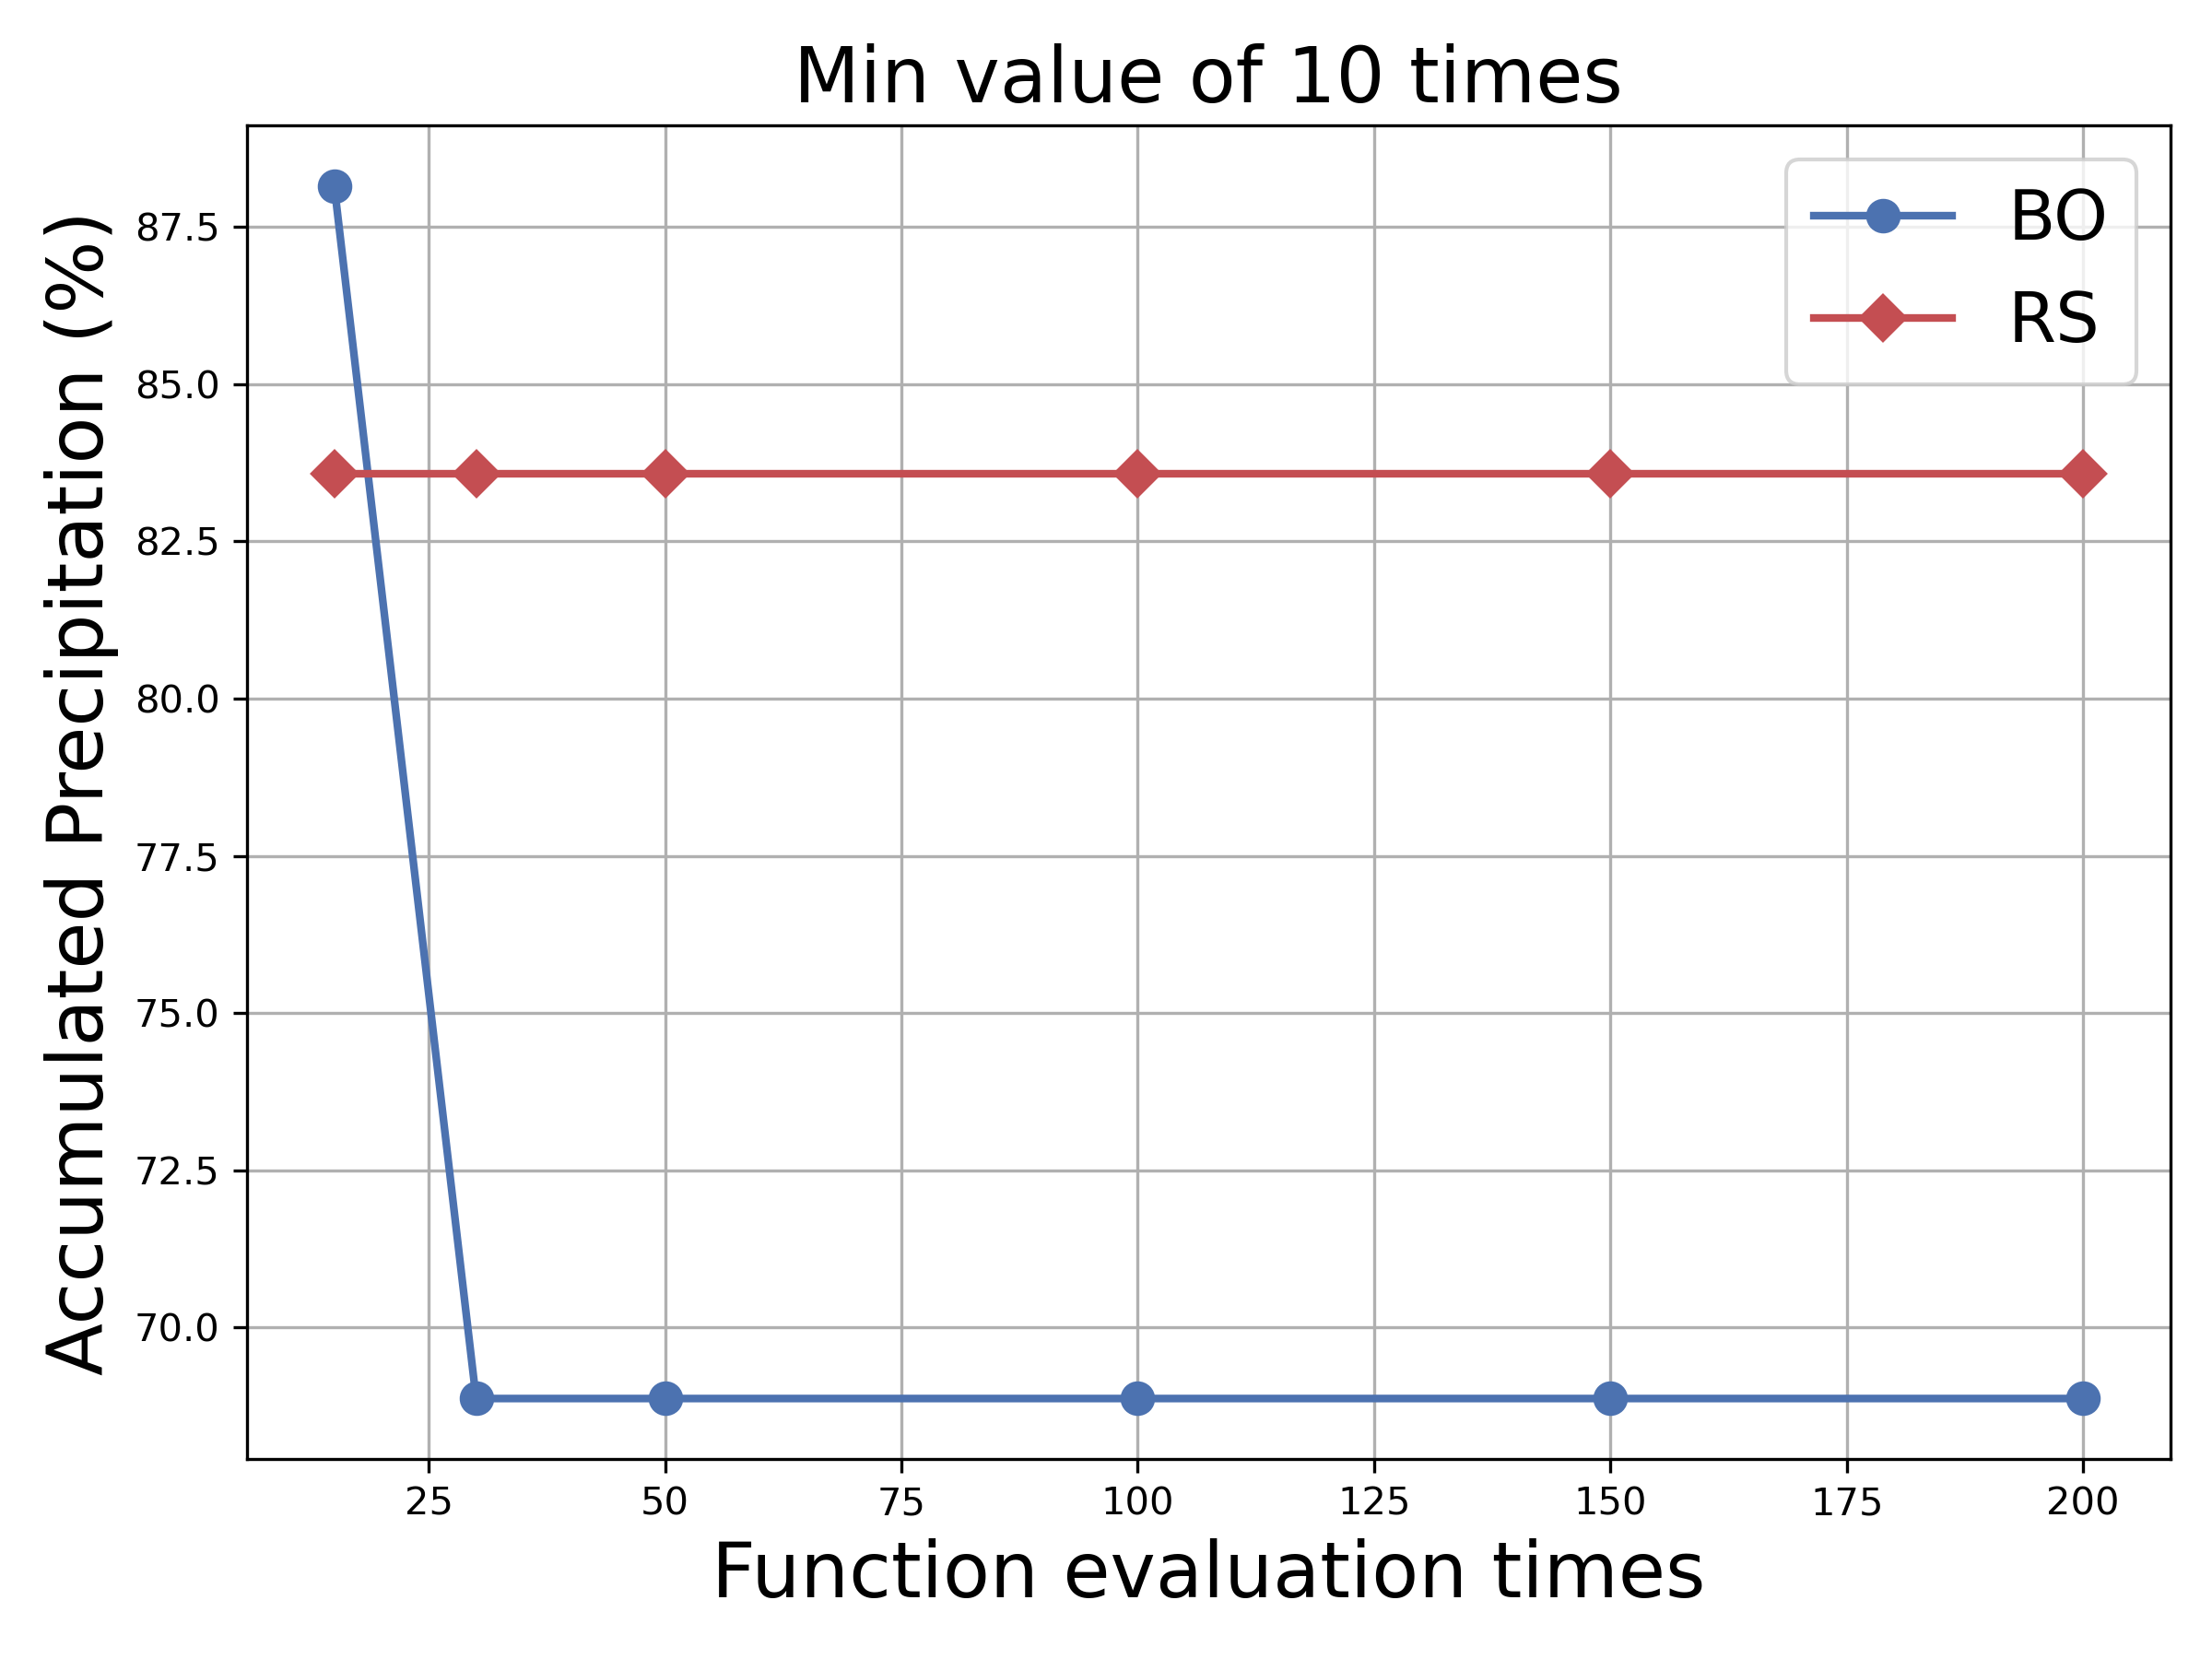 Min value of 10 times
BO
RS
Accumulated Precipitation (%)
87.5
85.0
82.5
80.0
77.5
75.0
72.5
70.0
25 50 75 100 125 150 175 200
Function evaluation times